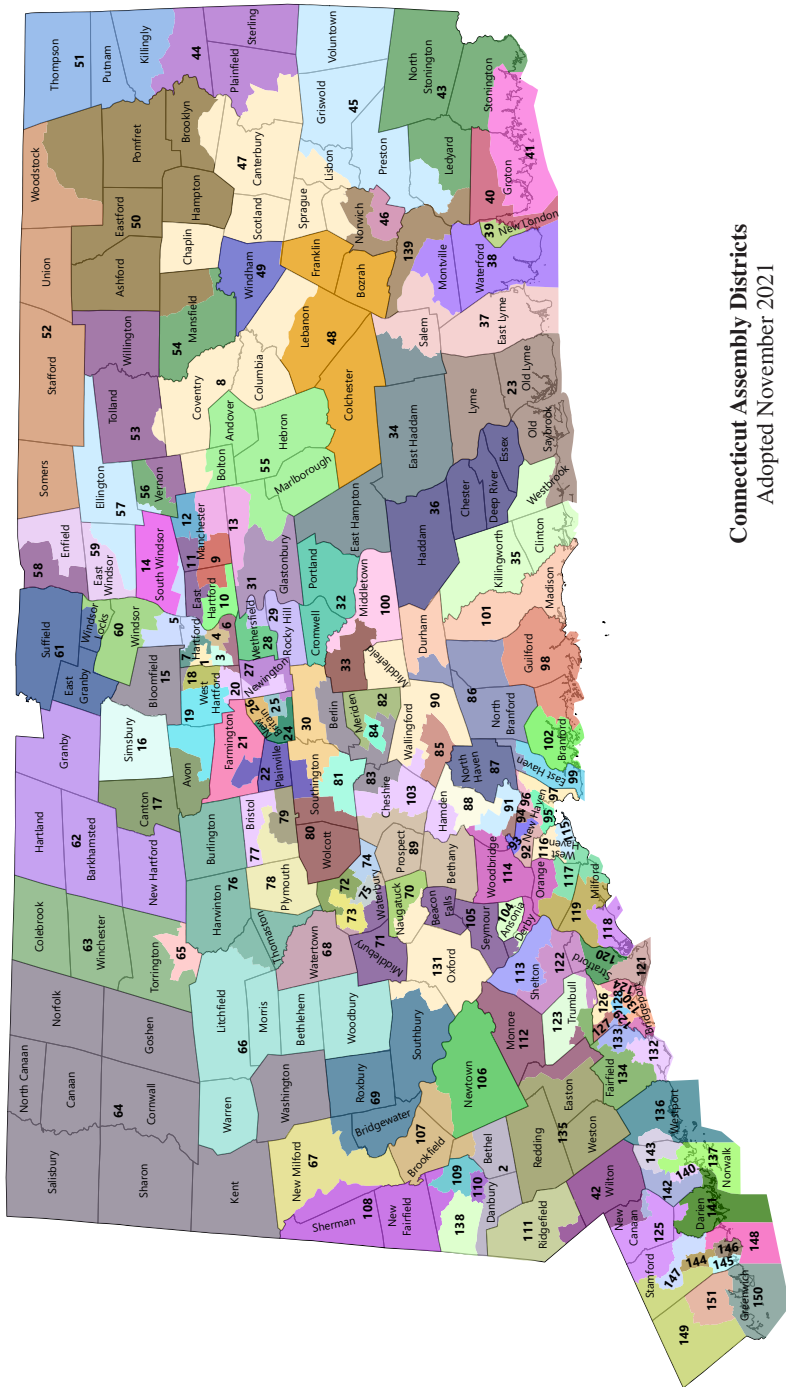 Salisbury
North Canaan
Canaan
Norfolk
Colebrook
Hartland
Granby
Suffield
61
58
Enfield
Somers
Stafford
52
Union
Woodstock
Thompson
51
Putnam
Killingly
44
Sterling
Sharon
64
Cornwall
Goshen
63
Winchester
62
Barkhamsted
East
Granby
Windsor
Locks
60
Windsor
59
East
Windsor
Ellington
57
Tolland
53
Willington
Ashford
Eastford
50
Pomfret
Brooklyn
Plainfield
Torrington
65
New Hartford
Canton
17
Simsbury
16
Bloomfield
15
5
14
South Windsor
56
Vernon
Coventry
8
54
Mansfield
Chaplin
Hampton
47
Canterbury
Kent
Warren
66
Litchfield
Harwinton
76
Burlington
Avon
19
18
West
Hartford
7
Hartford
1
4
3
6
East
Hartford
10
11
12
Manchester
9
13
Bolton
Andover
Columbia
Windham
49
Scotland
Washington
Morris
Bethlehem
Thomaston
77
Bristol
78
Plymouth
79
Farmington
21
22
Plainville
20
27
Newington
26
New
Britain
25
24
Wethersfield
28
29
Rocky Hill
31
Glastonbury
55
Hebron
Marlborough
Lebanon
48
Franklin
Sprague
Lisbon
Griswold
45
Voluntown
New Milford
67
Sherman
108
Bridgewater
Roxbury
69
Woodbury
Watertown
68
80
Wolcott
Southington
81
30
Berlin
Cromwell
Portland
32
33
Middletown
100
East Hampton
Colchester
Bozrah
Norwich
46
Preston
New
Fairfield
107
Brookfield
Southbury
Middlebury
71
73
72
75
74
Waterbury
Naugatuck
70
Prospect
89
Cheshire
103
83
84
Meriden
82
Middlefield
Durham
Haddam
36
34
East Haddam
Salem
139
Montville
Ledyard
North
Stonington
43
138
109
110
Danbury
Bethel
2
Newtown
106
131
Oxford
Beacon
Falls
105
Seymour
Bethany
Hamden
88
Wallingford
90
85
North
Haven
87
86
North
Branford
Killingworth
35
Chester
Deep River
Essex
Lyme
Waterford
38
39
New London
40
Groton
41
Stonington
111
Ridgefield
Redding
135
Monroe
112
113
Shelton
104
Ansonia
Derby
Woodbridge
114
93
92
94
96
New Haven
95
97
91
East Haven
99
102
Branford
Guilford
98
101
Madison
Clinton
Westbrook
Old
Saybrook
23
Old Lyme
37
East Lyme
42
Wilton
Weston
Easton
123
Trumbull
122
Stratford
120
Orange
119
117
Milford
118
116
West
Haven
115
New
Canaan
125
143
142
140
136
Westport
134
Fairfield
133
132
127
129
126
128
130
124
Bridgeport
121
Stamford
147
144
145
146
148
Darien
141
137
Norwalk
149
151
Greenwich
150
Connecticut Assembly Districts
Adopted November 2021